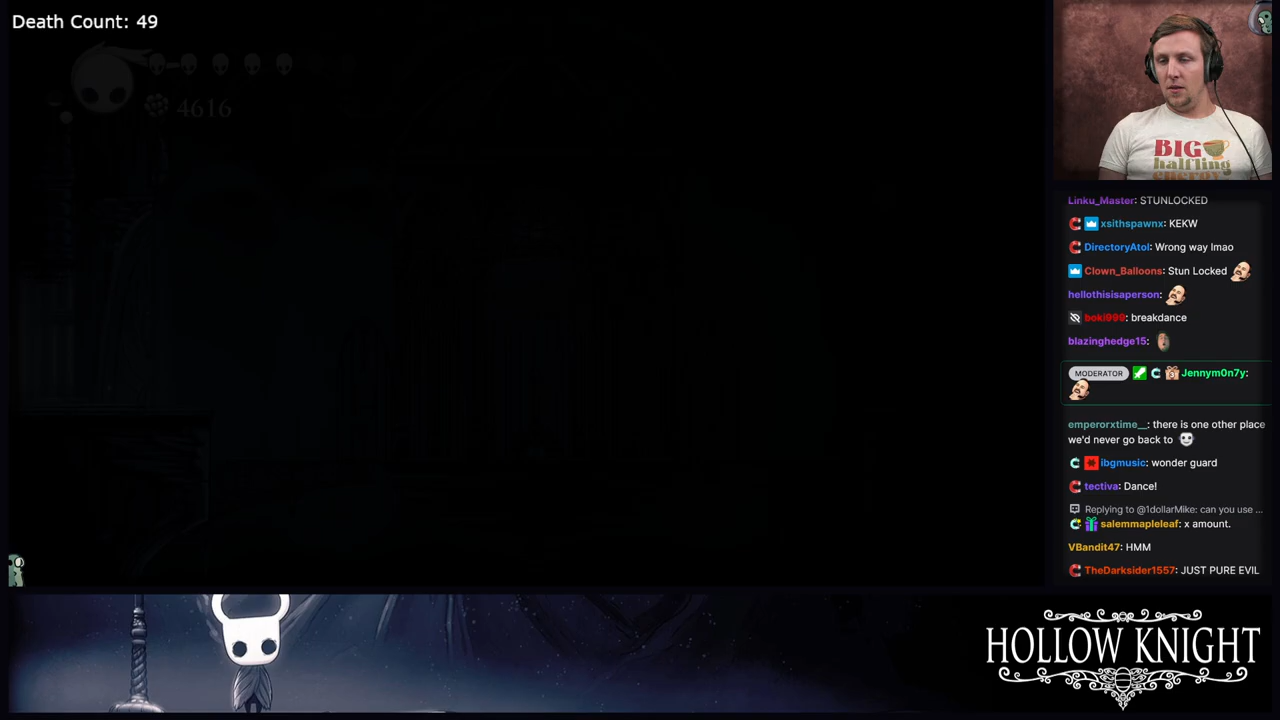 Death Count: 49
4616
BIG
halfling
ENERGY
Linku_Master: STUNLOCKED
xsithspawnx: KEKW
DirectoryAtol: Wrong way lmao
Clown_Balloons: Stun Locked
hellothisisaperson:
boki999: breakdance
blazinghedge15:
MODERATOR Jennym0n7y:
emperorxtime__: there is one other place
we'd never go back to
ibgmusic: wonder guard
tectiva: Dance!
Replying to @1dollarMike: can you use ...
salemmapleleaf: x amount.
VBandit47: HMM
TheDarksider1557: JUST PURE EVIL
HOLLOW KNIGHT